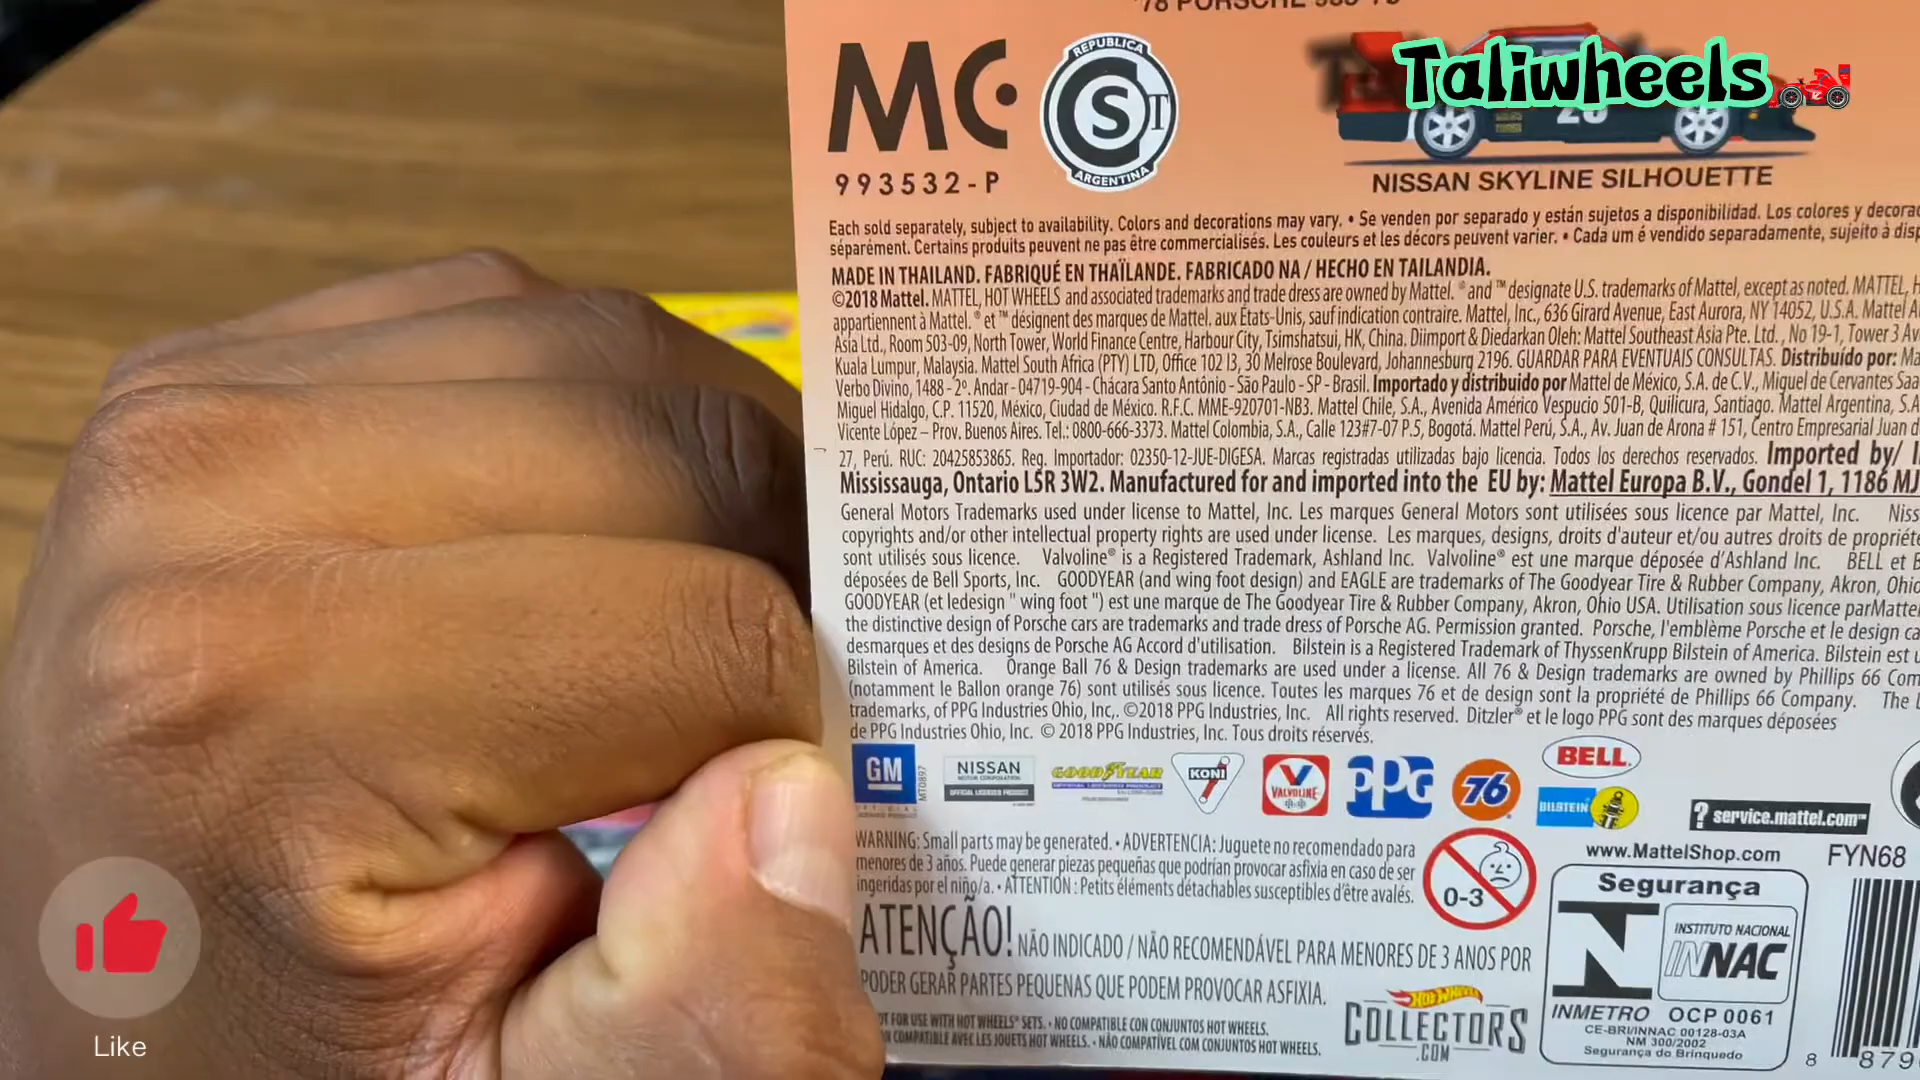 '78 PORSCHE
Taliwheels
MC
REPUBLICA
CST
ARGENTINA
993532-P
NISSAN SKYLINE SILHOUETTE
Each sold separately, subject to availability. Colors and decorations may vary. • Se venden por separado y están sujetos a disponibilidad. Los colores y
séparément. Certains produits peuvent ne pas être commercialisés. Les couleurs et les décors peuvent varier. • Cada um é vendido separadamente, sujeito à
MADE IN THAILAND. FABRIQUÉ EN THAÏLANDE. FABRICADO NA / HECHO EN TAILANDIA.
©2018 Mattel. MATTEL, HOT WHEELS and associated trademarks and trade dress are owned by Mattel. ® and ™ designate U.S. trademarks of Mattel, except as noted. MATTEL,
appartiennent à Mattel. ® et ™ désignent des marques de Mattel aux États-Unis, sauf indication contraire. Mattel, Inc., 636 Girard Avenue, East Aurora, NY 14052, U.S.A. Mattel
Asia Ltd., Room 503-09, North Tower, World Finance Centre, Harbour City, Tsimshatsui, HK, China. Diimport & Diedarkan Oleh: Mattel Southeast Asia Pte. Ltd., No 19-1, Tower 3
Kuala Lumpur, Malaysia. Mattel South Africa (PTY) LTD, Office 102 I3, 30 Melrose Boulevard, Johannesburg 2196. GUARDAR PARA EVENTUAIS CONSULTAS. Distribuído por:
Verbo Divino, 1488 - 2º. Andar - 04719-904 - Chácara Santo Antônio - São Paulo - SP - Brasil. Importado y distribuido por Mattel de México, S.A. de C.V., Miguel de Cervantes
Miguel Hidalgo, C.P. 11520, México, Ciudad de México. R.F.C. MME-920701-NB3. Mattel Chile, S.A., Avenida Américo Vespucio 501-B, Quilicura, Santiago. Mattel Argentina, S.A
Vicente López – Prov. Buenos Aires. Tel.: 0800-666-3373. Mattel Colombia, S.A., Calle 123#7-07 P.5, Bogotá. Mattel Perú, S.A., Av. Juan de Arona # 151, Centro Empresarial Juan
27, Perú. RUC: 20425853865. Reg. Importador: 02350-12-JUE-DIGESA. Marcas registradas utilizadas bajo licencia. Todos los derechos reservados. Imported by/
Mississauga, Ontario L5R 3W2. Manufactured for and imported into the EU by: Mattel Europa B.V., Gondel 1, 1186 MJ
General Motors Trademarks used under license to Mattel, Inc. Les marques General Motors sont utilisées sous licence par Mattel, Inc.
copyrights and/or other intellectual property rights are used under license. Les marques, designs, droits d'auteur et/ou autres droits de propriété
sont utilisés sous licence. Valvoline® is a Registered Trademark, Ashland Inc. Valvoline® est une marque déposée d'Ashland Inc. BELL et
déposées de Bell Sports, Inc. GOODYEAR (and wing foot design) and EAGLE are trademarks of The Goodyear Tire & Rubber Company, Akron, Ohio
GOODYEAR (et ledesign " wing foot ") est une marque de The Goodyear Tire & Rubber Company, Akron, Ohio USA. Utilisation sous licence parMattel
the distinctive design of Porsche cars are trademarks and trade dress of Porsche AG. Permission granted. Porsche, l'emblème Porsche et le design
desmarques et des designs de Porsche AG Accord d'utilisation. Bilstein is a Registered Trademark of ThyssenKrupp Bilstein of America. Bilstein est
Bilstein of America. Orange Ball 76 & Design trademarks are used under a license. All 76 & Design trademarks are owned by Phillips 66
(notamment le Ballon orange 76) sont utilisés sous licence. Toutes les marques 76 et de design sont la propriété de Phillips 66 Company. The
trademarks, of PPG Industries Ohio, Inc,. ©2018 PPG Industries, Inc. All rights reserved. Ditzler® et le logo PPG sont des marques déposées
de PPG Industries Ohio, Inc. © 2018 PPG Industries, Inc. Tous droits réservés.
GM MT0897 NISSAN MOTOR CORPORATION OFFICIAL LICENSED PRODUCT GOODYEAR KONI VALVOLINE PPG 76 BELL BILSTEIN
? service.mattel.com™
www.MattelShop.com FYN68
WARNING: Small parts may be generated. • ADVERTENCIA: Juguete no recomendado para
menores de 3 años. Puede generar piezas pequeñas que podrían provocar asfixia en caso de ser
ingeridas por el niño/a. • ATTENTION : Petits éléments détachables susceptibles d'être avalés.
0-3
ATENÇÃO! NÃO INDICADO / NÃO RECOMENDÁVEL PARA MENORES DE 3 ANOS POR
PODER GERAR PARTES PEQUENAS QUE PODEM PROVOCAR ASFIXIA.
FOR USE WITH HOT WHEELS® SETS. • NO COMPATIBLE CON CONJUNTOS HOT WHEELS.
COMPATIBLE AVEC LES JOUETS HOT WHEELS. • NÃO COMPATÍVEL COM CONJUNTOS HOT WHEELS.
HOT WHEELS
COLLECTORS
.COM
Segurança
INSTITUTO NACIONAL
INNAC
INMETRO OCP 0061
CE-BRI/INNAC 00128-03A
NM 300/2002
Segurança do Brinquedo
8 879
Like